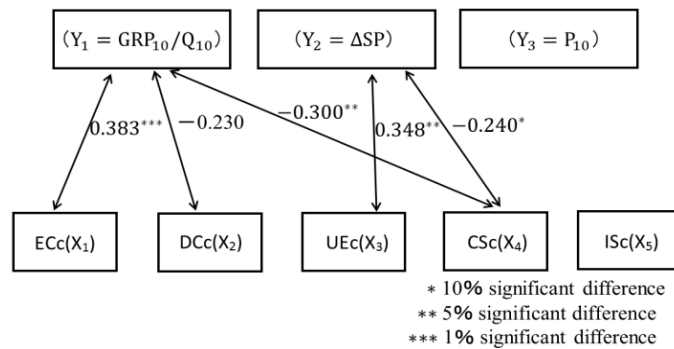 (Y₁ = GRP₁₀/Q₁₀) (Y₂ = ΔSP) (Y₃ = P₁₀)
0.383*** −0.230 −0.300** 0.348** −0.240*
ECc(X₁) DCc(X₂) UEc(X₃) CSc(X₄) ISc(X₅)
* 10% significant difference
** 5% significant difference
*** 1% significant difference